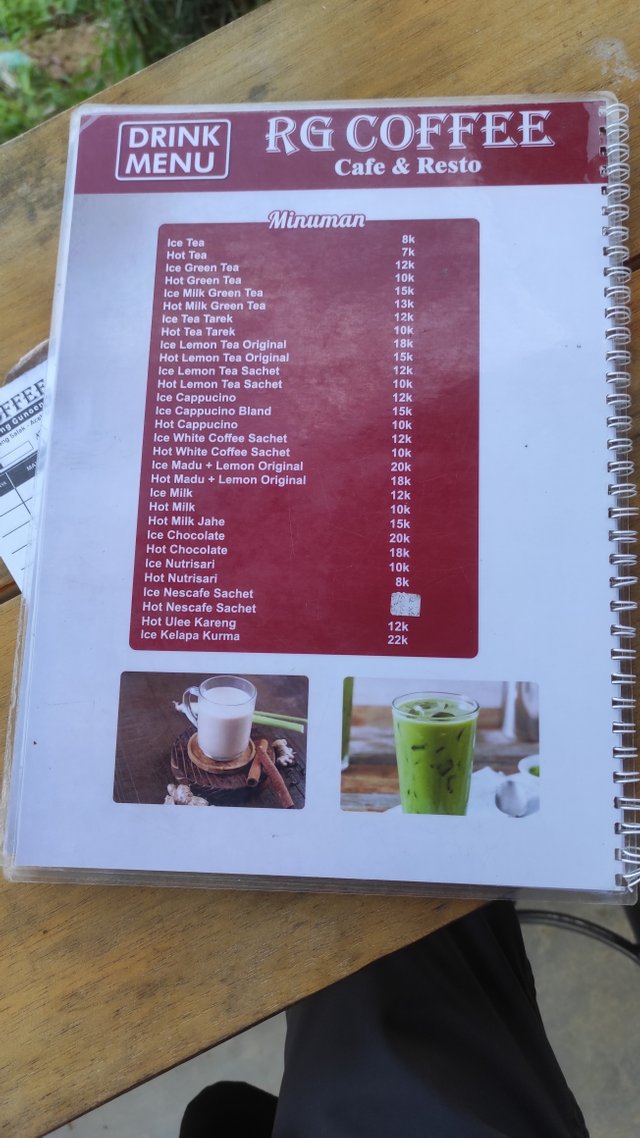 DRINK
MENU
RG COFFEE
Cafe & Resto
Minuman
Ice Tea 8k
Hot Tea 7k
Ice Green Tea 12k
Hot Green Tea 10k
Ice Milk Green Tea 15k
Hot Milk Green Tea 13k
Ice Tea Tarek 12k
Hot Tea Tarek 10k
Ice Lemon Tea Original 18k
Hot Lemon Tea Original 15k
Ice Lemon Tea Sachet 12k
Hot Lemon Tea Sachet 10k
Ice Cappucino 12k
Ice Cappucino Bland 15k
Hot Cappucino 10k
Ice White Coffee Sachet 12k
Hot White Coffee Sachet 10k
Ice Madu + Lemon Original 20k
Hot Madu + Lemon Original 18k
Ice Milk 12k
Hot Milk 10k
Hot Milk Jahe 15k
Ice Chocolate 20k
Hot Chocolate 18k
Ice Nutrisari 10k
Hot Nutrisari 8k
Ice Nescafe Sachet
Hot Nescafe Sachet
Hot Ulee Kareng 12k
Ice Kelapa Kurma 22k